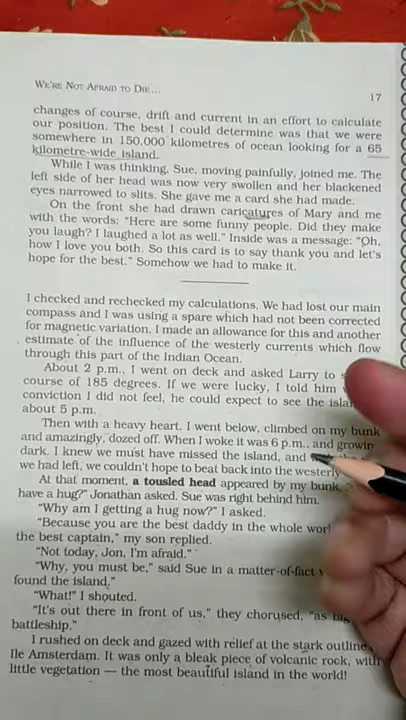 WE'RE NOT AFRAID TO DIE...
17
changes of course, drift and current in an effort to calculate
our position. The best I could determine was that we were
somewhere in 150,000 kilometres of ocean looking for a 65
kilometre-wide island.
While I was thinking, Sue, moving painfully, joined me. The
left side of her head was now very swollen and her blackened
eyes narrowed to slits. She gave me a card she had made.
On the front she had drawn caricatures of Mary and me
with the words: "Here are some funny people. Did they make
you laugh? I laughed a lot as well." Inside was a message: "Oh,
how I love you both. So this card is to say thank you and let's
hope for the best." Somehow we had to make it.
I checked and rechecked my calculations. We had lost our main
compass and I was using a spare which had not been corrected
for magnetic variation. I made an allowance for this and another
estimate of the influence of the westerly currents which flow
through this part of the Indian Ocean.
About 2 p.m., I went on deck and asked Larry to
course of 185 degrees. If we were lucky, I told him
conviction I did not feel, he could expect to see the
about 5 p.m.
Then with a heavy heart, I went below, climbed on my bunk
and amazingly, dozed off. When I woke it was 6 p.m., and growing
dark. I knew we must have missed the island, and
we had left, we couldn't hope to beat back into the westerly
At that moment, a tousled head appeared by my bunk.
have a hug?" Jonathan asked. Sue was right behind him.
"Why am I getting a hug now?" I asked.
"Because you are the best daddy in the whole
the best captain," my son replied.
"Not today, Jon, I'm afraid."
"Why, you must be," said Sue in a matter-of-fact
found the island."
"What!" I shouted.
"It's out there in front of us," they chorused, "as
battleship."
I rushed on deck and gazed with relief at the stark outline
Ile Amsterdam. It was only a bleak piece of volcanic rock, with
little vegetation — the most beautiful island in the world!